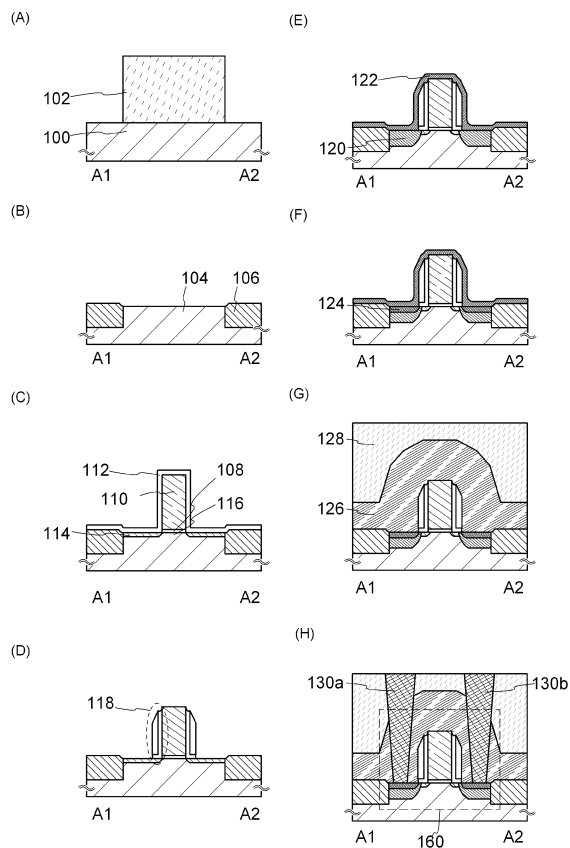 (A)
102
100
A1 A2
(B)
104 106
A1 A2
(C)
112
108
110
116
114
A1 A2
(D)
118
A1 A2
(E)
122
120
A1 A2
(F)
124
A1 A2
(G)
128
126
A1 A2
(H)
130a 130b
A1 160 A2